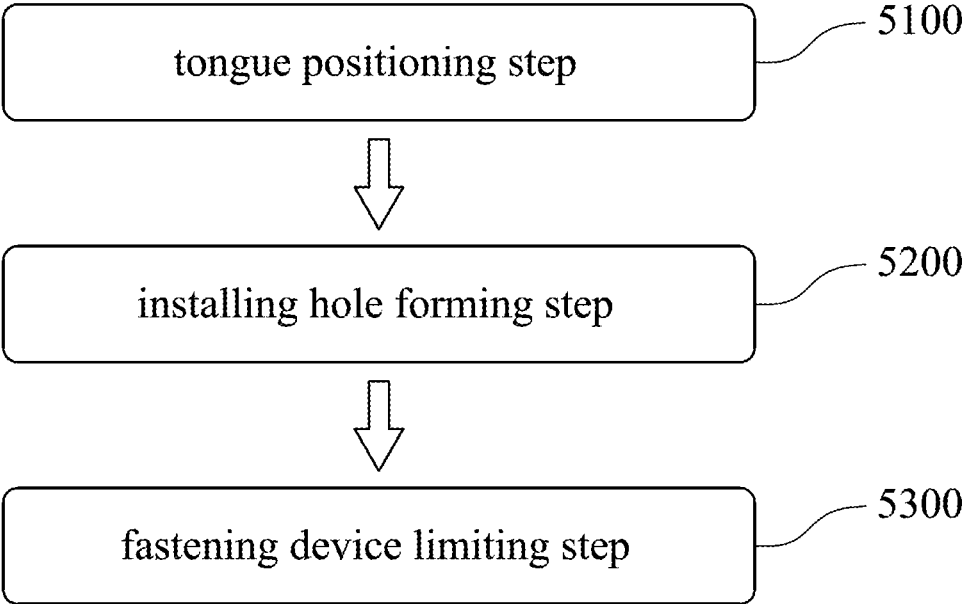 5100
tongue positioning step
5200
installing hole forming step
5300
fastening device limiting step